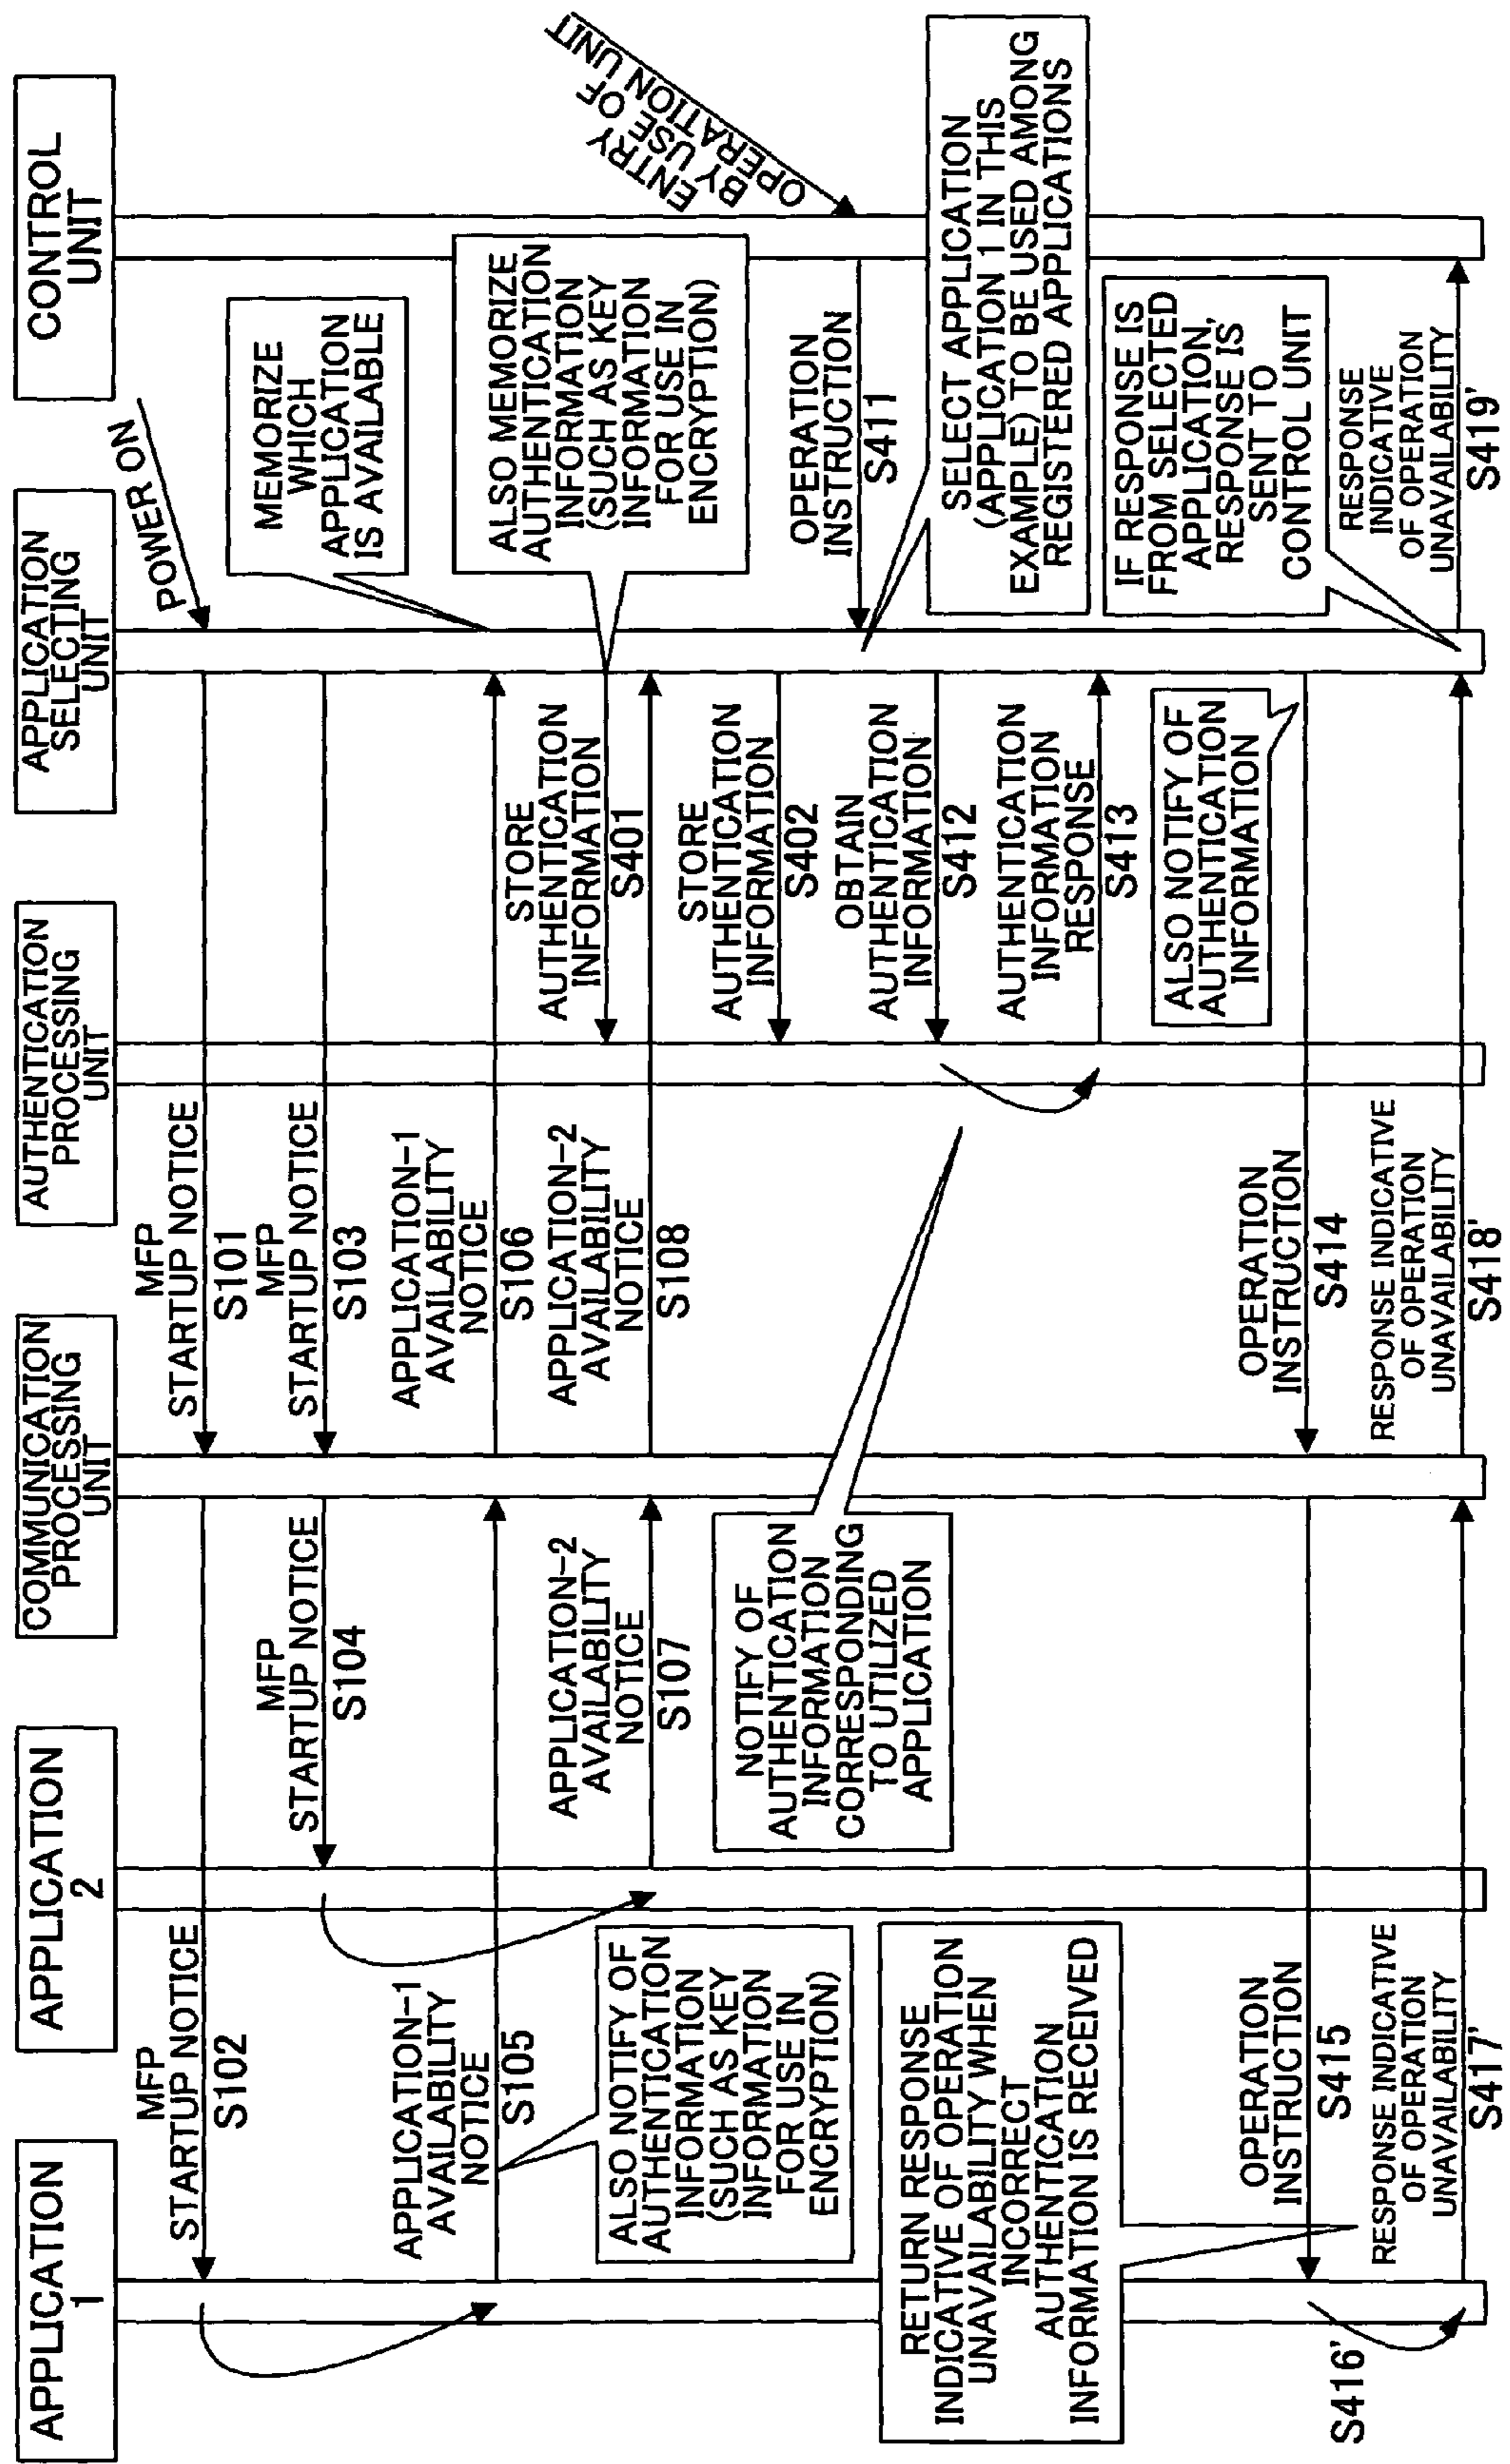 APPLICATION
1
APPLICATION
2
COMMUNICATION
PROCESSING
UNIT
AUTHENTICATION
PROCESSING
UNIT
APPLICATION
SELECTING
UNIT
CONTROL
UNIT
POWER ON
MFP
STARTUP NOTICE
S101
MFP
STARTUP NOTICE
S102
MFP
STARTUP NOTICE
S103
MFP
STARTUP NOTICE
S104
MEMORIZE
WHICH
APPLICATION
IS AVAILABLE
APPLICATION-1
AVAILABILITY
NOTICE
S105
APPLICATION-1
AVAILABILITY
NOTICE
S106
ALSO NOTIFY OF
AUTHENTICATION
INFORMATION
(SUCH AS KEY
INFORMATION
FOR USE IN
ENCRYPTION)
ALSO MEMORIZE
AUTHENTICATION
INFORMATION
(SUCH AS KEY
INFORMATION
FOR USE IN
ENCRYPTION)
STORE
AUTHENTICATION
INFORMATION
S401
APPLICATION-2
AVAILABILITY
NOTICE
S107
APPLICATION-2
AVAILABILITY
NOTICE
S108
STORE
AUTHENTICATION
INFORMATION
S402
ENTRY
BY USE OF
OPERATION UNIT
OPERATION
INSTRUCTION
S411
SELECT APPLICATION
(APPLICATION 1 IN THIS
EXAMPLE) TO BE USED AMONG
REGISTERED APPLICATIONS
OBTAIN
AUTHENTICATION
INFORMATION
S412
NOTIFY OF
AUTHENTICATION
INFORMATION
CORRESPONDING
TO UTILIZED
APPLICATION
AUTHENTICATION
INFORMATION
RESPONSE
S413
ALSO NOTIFY OF
AUTHENTICATION
INFORMATION
OPERATION
INSTRUCTION
S414
OPERATION
INSTRUCTION
S415
RETURN RESPONSE
INDICATIVE OF OPERATION
UNAVAILABILITY WHEN
INCORRECT
AUTHENTICATION
INFORMATION IS RECEIVED
S416'
RESPONSE INDICATIVE
OF OPERATION
UNAVAILABILITY
S417'
RESPONSE INDICATIVE
OF OPERATION
UNAVAILABILITY
S418'
IF RESPONSE IS
FROM SELECTED
APPLICATION,
RESPONSE IS
SENT TO
CONTROL UNIT
RESPONSE
INDICATIVE
OF OPERATION
UNAVAILABILITY
S419'